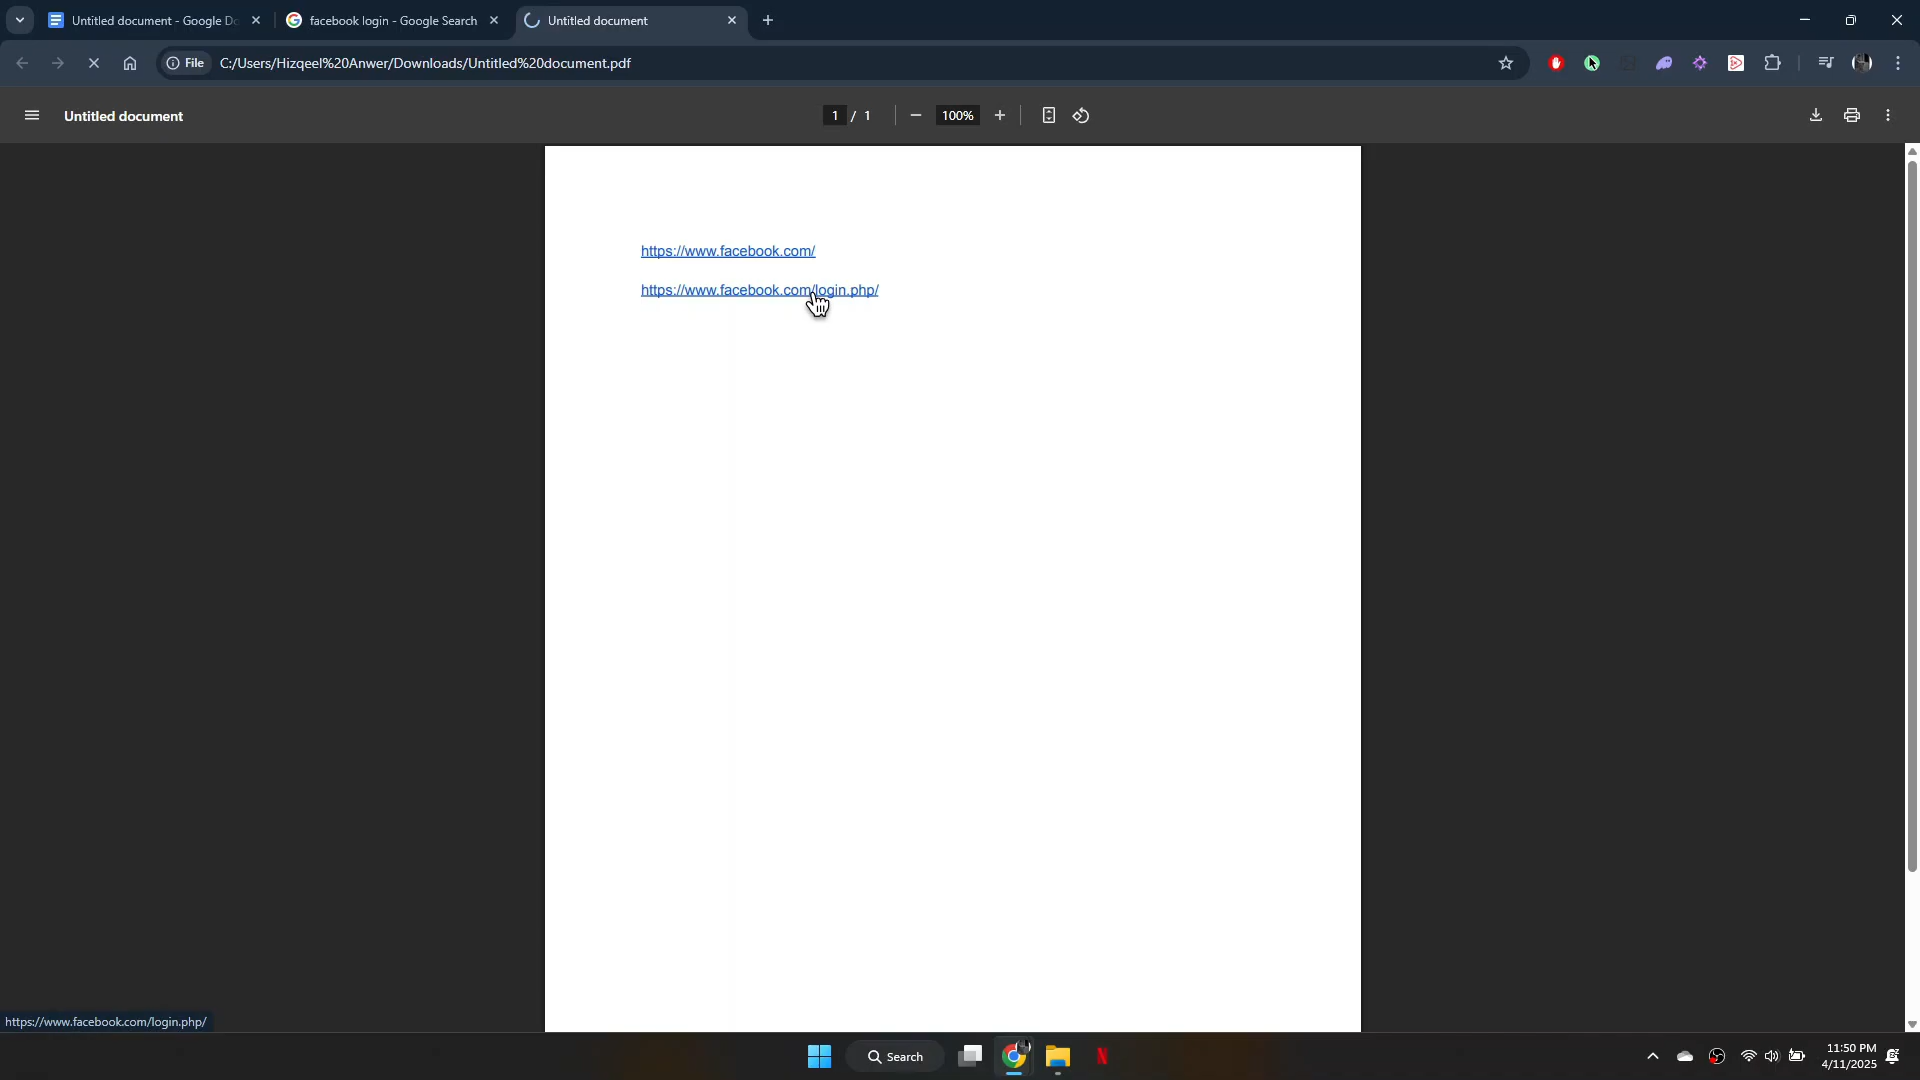 Untitled document - Google Do
facebook login - Google Search
Untitled document
File
C:/Users/Hizqeel%20Anwer/Downloads/Untitled%20document.pdf
Untitled document
1 / 1
100%
https://www.facebook.com/
https://www.facebook.com/login.php/
https://www.facebook.com/login.php/
Search
N
11:50 PM
4/11/2025